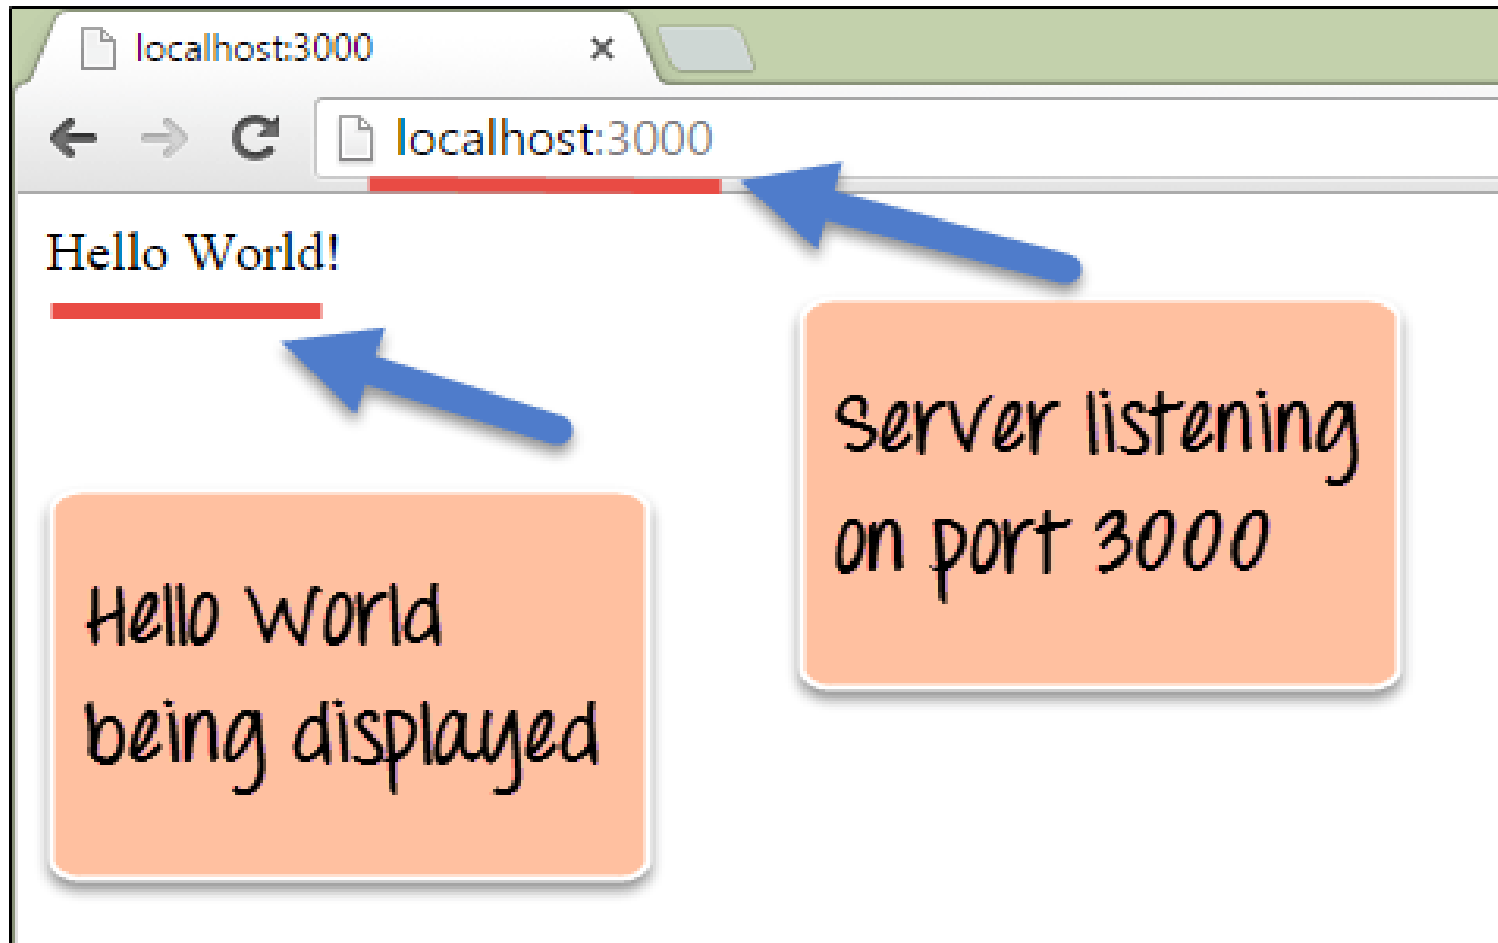 localhost:3000
localhost:3000
Hello World!
Server listening
on port 3000
Hello World
being displayed